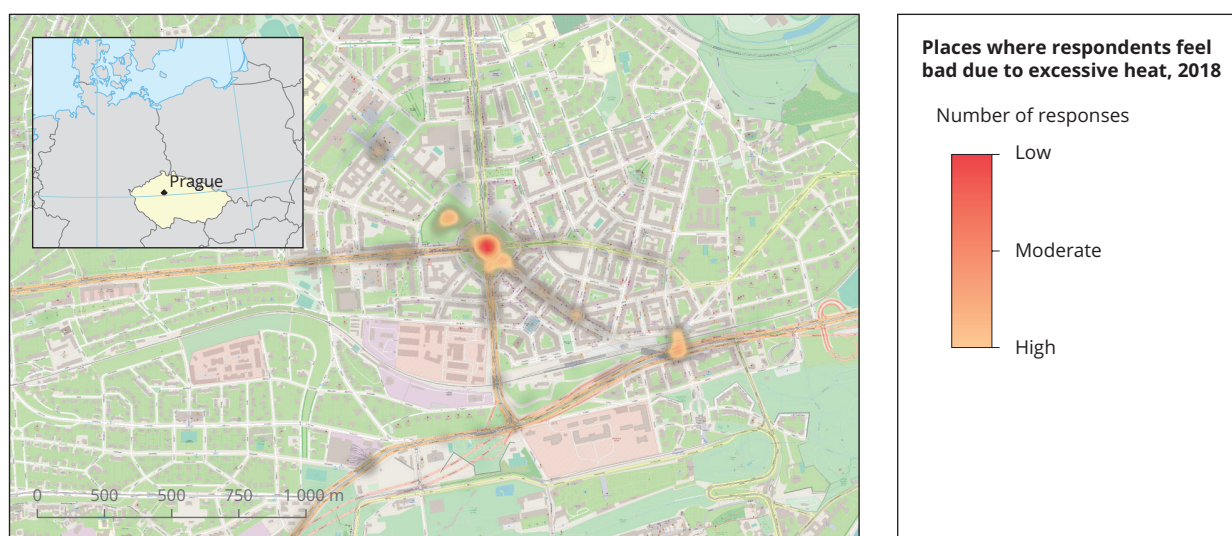 Prague
0 500 500 750 1 000 m
Places where respondents feel
bad due to excessive heat, 2018
Number of responses
Low
Moderate
High